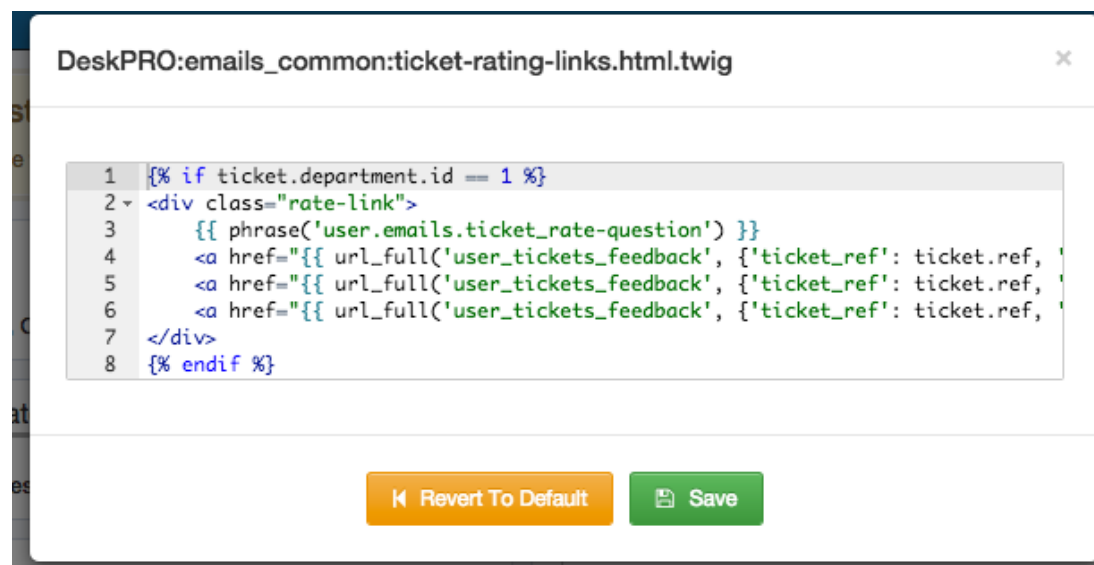 DeskPRO:emails_common:ticket-rating-links.html.twig
×
1 {% if ticket.department.id == 1 %}
2 <div class="rate-link">
3 {{ phrase('user.emails.ticket_rate-question') }}
4 <a href="{{ url_full('user_tickets_feedback', {'ticket_ref': ticket.ref, '
5 <a href="{{ url_full('user_tickets_feedback', {'ticket_ref': ticket.ref, '
6 <a href="{{ url_full('user_tickets_feedback', {'ticket_ref': ticket.ref, '
7 </div>
8 {% endif %}
Revert To Default
Save